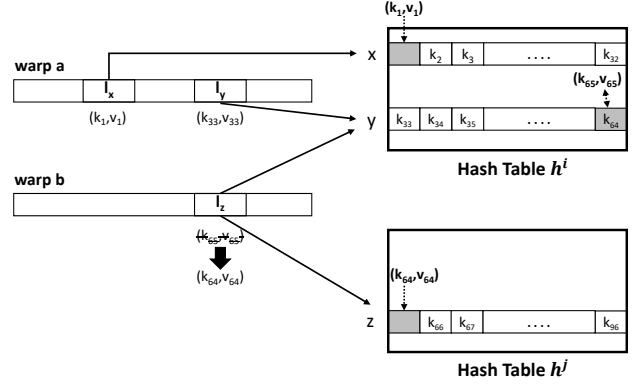 (k1,v1)
warp a
lx
ly
(k1,v1)
(k33,v33)
x
k2
k3
....
k32
(k65,v65)
y
k33
k34
k35
....
k64
Hash Table h^i
warp b
lz
(k65,v65)
(k64,v64)
(k64,v64)
z
k66
k67
....
k96
Hash Table h^j